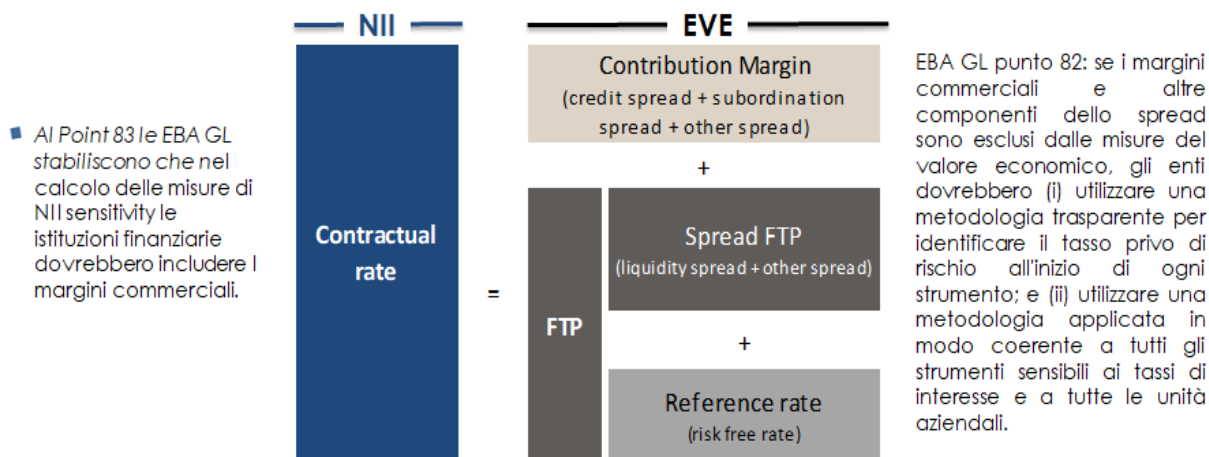 NII
EVE
Al Point 83 le EBA GL
stabiliscono che nel
calcolo delle misure di
NII sensitivity le
istituzioni finanziarie
dovrebbero includere I
margini commerciali.
Contractual
rate
=
Contribution Margin
(credit spread + subordination
spread + other spread)
+
FTP
Spread FTP
(liquidity spread + other spread)
+
Reference rate
(risk free rate)
EBA GL punto 82: se i margini
commerciali e altre
componenti dello spread
sono esclusi dalle misure del
valore economico, gli enti
dovrebbero (i) utilizzare una
metodologia trasparente per
identificare il tasso privo di
rischio all'inizio di ogni
strumento; e (ii) utilizzare una
metodologia applicata in
modo coerente a tutti gli
strumenti sensibili ai tassi di
interesse e a tutte le unità
aziendali.